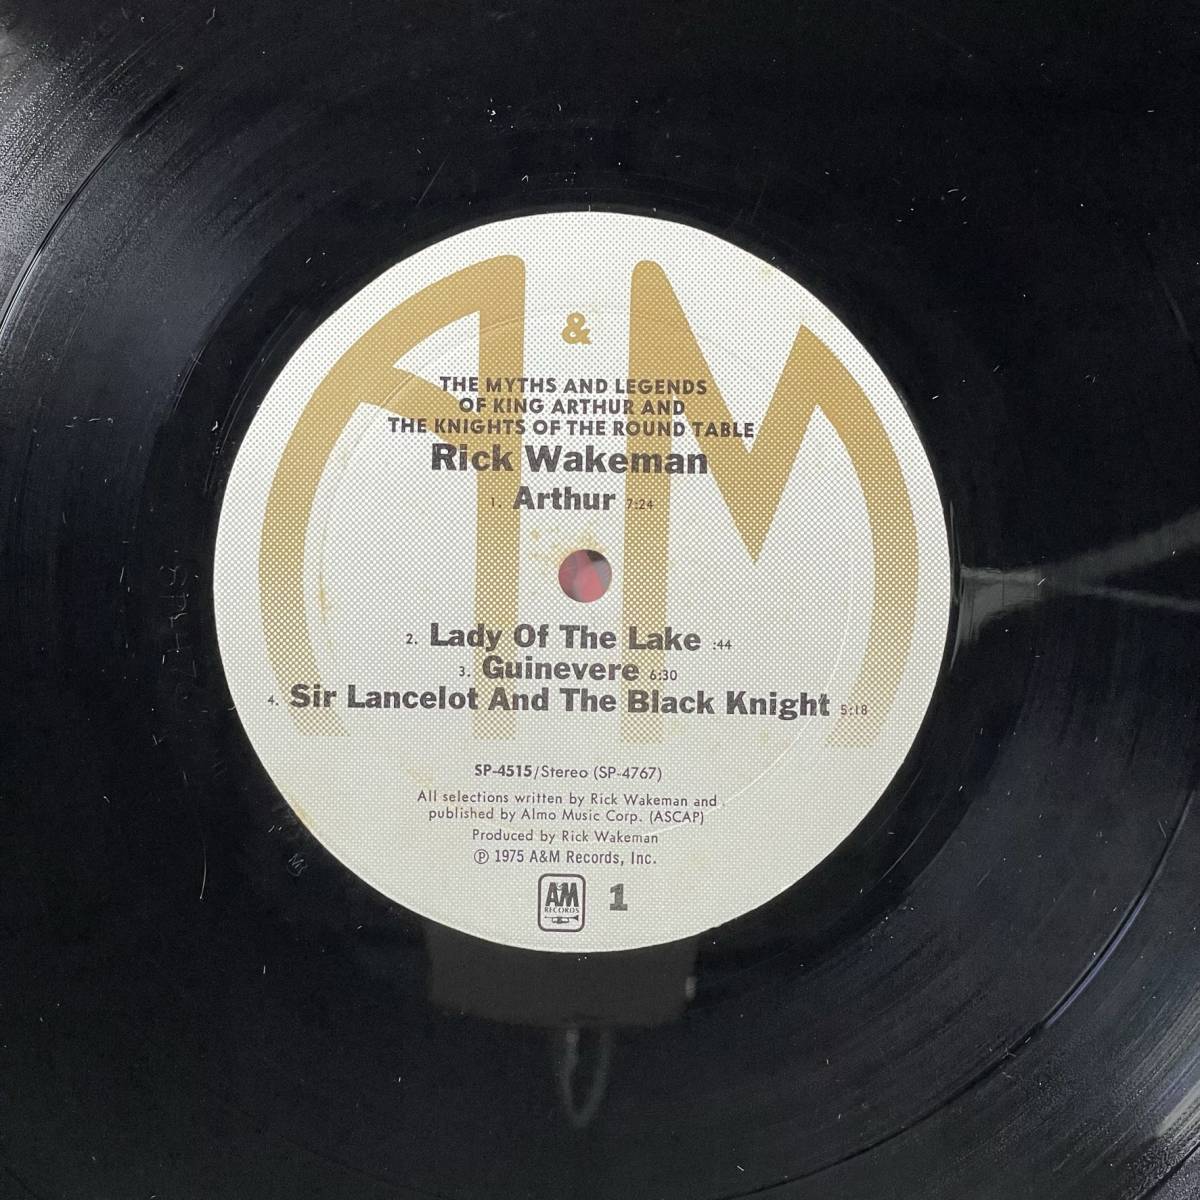 A & M
THE MYTHS AND LEGENDS
OF KING ARTHUR AND
THE KNIGHTS OF THE ROUND TABLE
Rick Wakeman
1. Arthur 7:24
2. Lady Of The Lake :44
3. Guinevere 6:30
4. Sir Lancelot And The Black Knight 5:18
SP-4515/Stereo (SP-4767)
All selections written by Rick Wakeman and
published by Almo Music Corp. (ASCAP)
Produced by Rick Wakeman
℗ 1975 A&M Records, Inc.
A&M
RECORDS
1